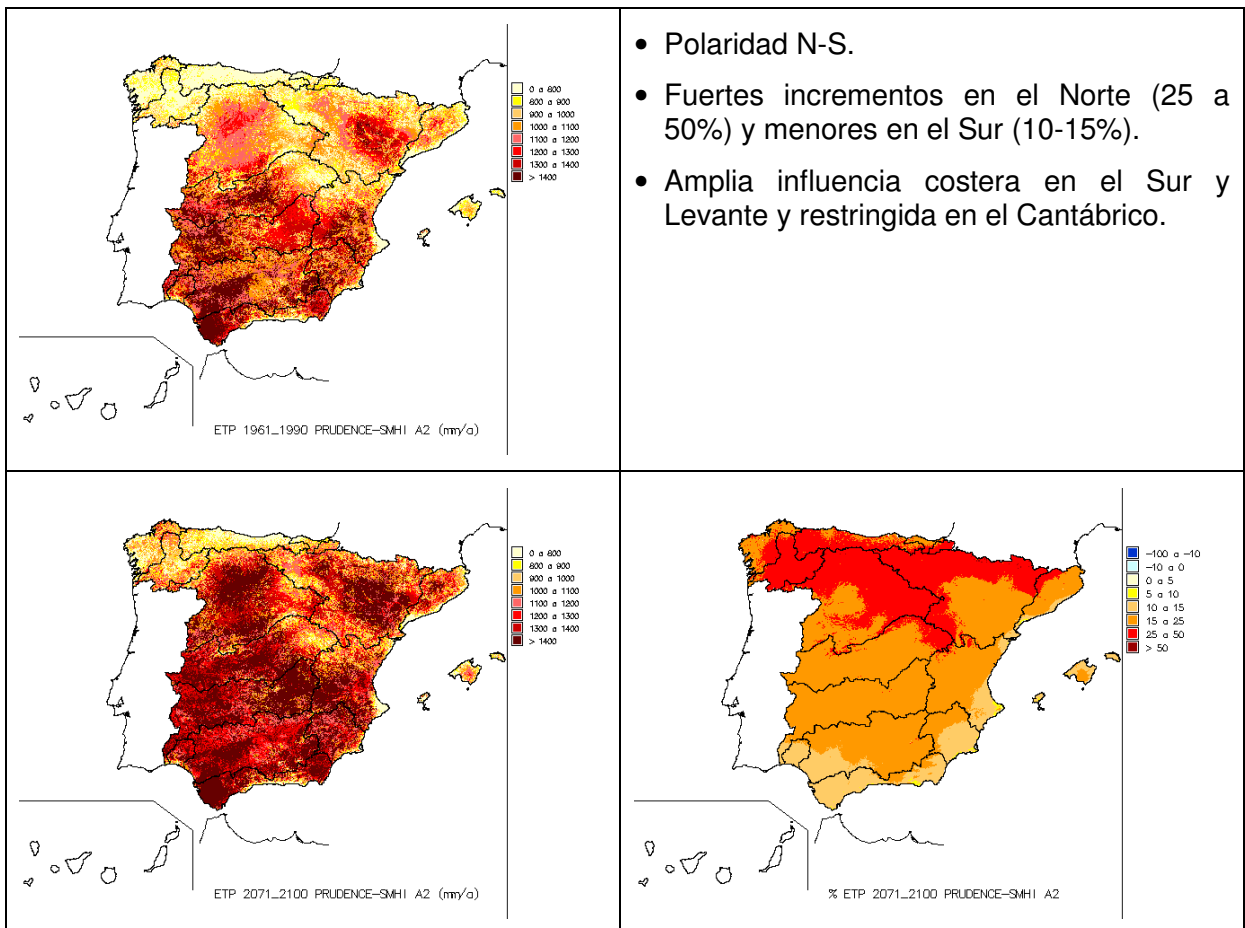 0 a 600
600 a 900
900 a 1000
1000 a 1100
1100 a 1200
1200 a 1300
1300 a 1400
> 1400
ETP 1961_1990 PRUDENCE-SMHI A2 (mm/a)
• Polaridad N-S.
• Fuertes incrementos en el Norte (25 a
50%) y menores en el Sur (10-15%).
• Amplia influencia costera en el Sur y
Levante y restringida en el Cantábrico.
0 a 600
600 a 900
900 a 1000
1000 a 1100
1100 a 1200
1200 a 1300
1300 a 1400
> 1400
ETP 2071_2100 PRUDENCE-SMHI A2 (mm/a)
-100 a -10
-10 a 0
0 a 5
5 a 10
10 a 15
15 a 25
25 a 50
> 50
% ETP 2071_2100 PRUDENCE-SMHI A2